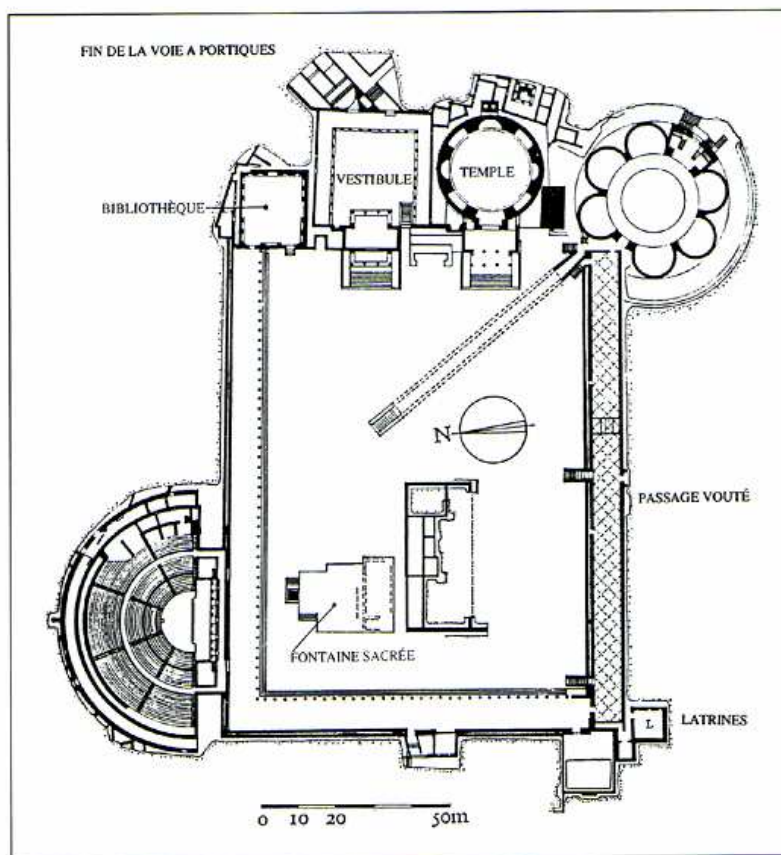 FIN DE LA VOIE A PORTIQUES
VESTIBULE
TEMPLE
BIBLIOTHÈQUE
N
PASSAGE VOUTÉ
FONTAINE SACRÉE
L
LATRINES
0 10 20 50m